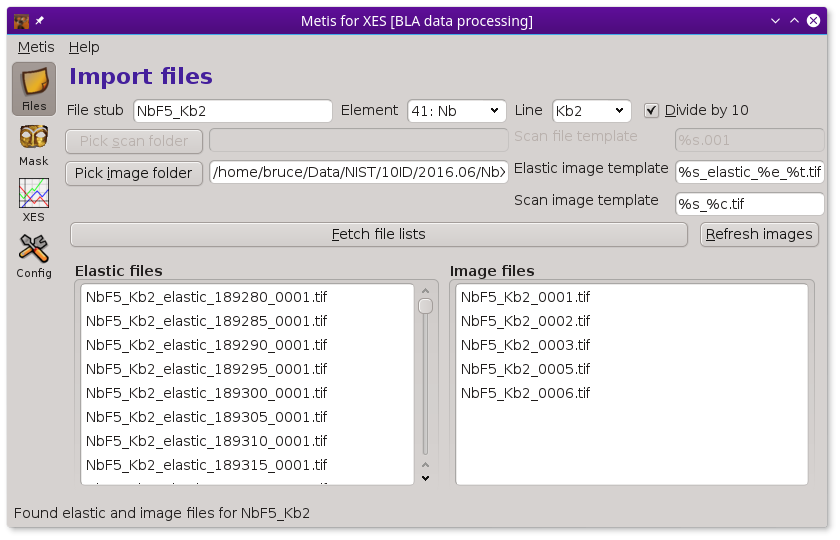 Metis for XES [BLA data processing]
Metis Help
Files
Mask
XES
Config
Import files
File stub NbF5_Kb2 Element 41: Nb Line Kb2 Divide by 10
Pick scan folder Scan file template %s.001
Pick image folder /home/bruce/Data/NIST/10ID/2016.06/NbX Elastic image template %s_elastic_%e_%t.tif
Scan image template %s_%c.tif
Fetch file lists Refresh images
Elastic files
NbF5_Kb2_elastic_189280_0001.tif
NbF5_Kb2_elastic_189285_0001.tif
NbF5_Kb2_elastic_189290_0001.tif
NbF5_Kb2_elastic_189295_0001.tif
NbF5_Kb2_elastic_189300_0001.tif
NbF5_Kb2_elastic_189305_0001.tif
NbF5_Kb2_elastic_189310_0001.tif
NbF5_Kb2_elastic_189315_0001.tif
Image files
NbF5_Kb2_0001.tif
NbF5_Kb2_0002.tif
NbF5_Kb2_0003.tif
NbF5_Kb2_0005.tif
NbF5_Kb2_0006.tif
Found elastic and image files for NbF5_Kb2